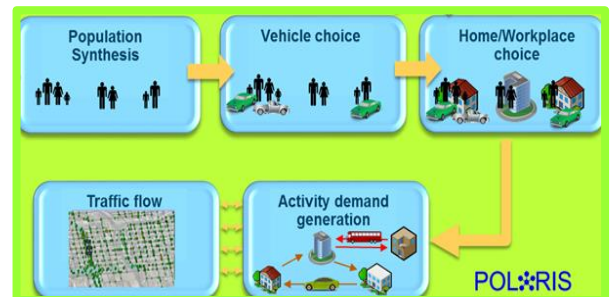 Population
Synthesis
Vehicle choice
Home/Workplace
choice
Traffic flow
Activity demand
generation
POLARIS